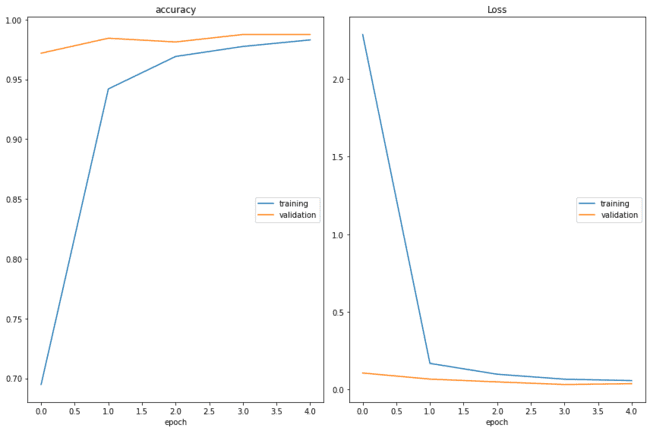 accuracy
1.00
0.95
0.90
0.85
0.80
0.75
0.70
0.0 0.5 1.0 1.5 2.0 2.5 3.0 3.5 4.0
epoch
training
validation
Loss
2.0
1.5
1.0
0.5
0.0
0.0 0.5 1.0 1.5 2.0 2.5 3.0 3.5 4.0
epoch
training
validation